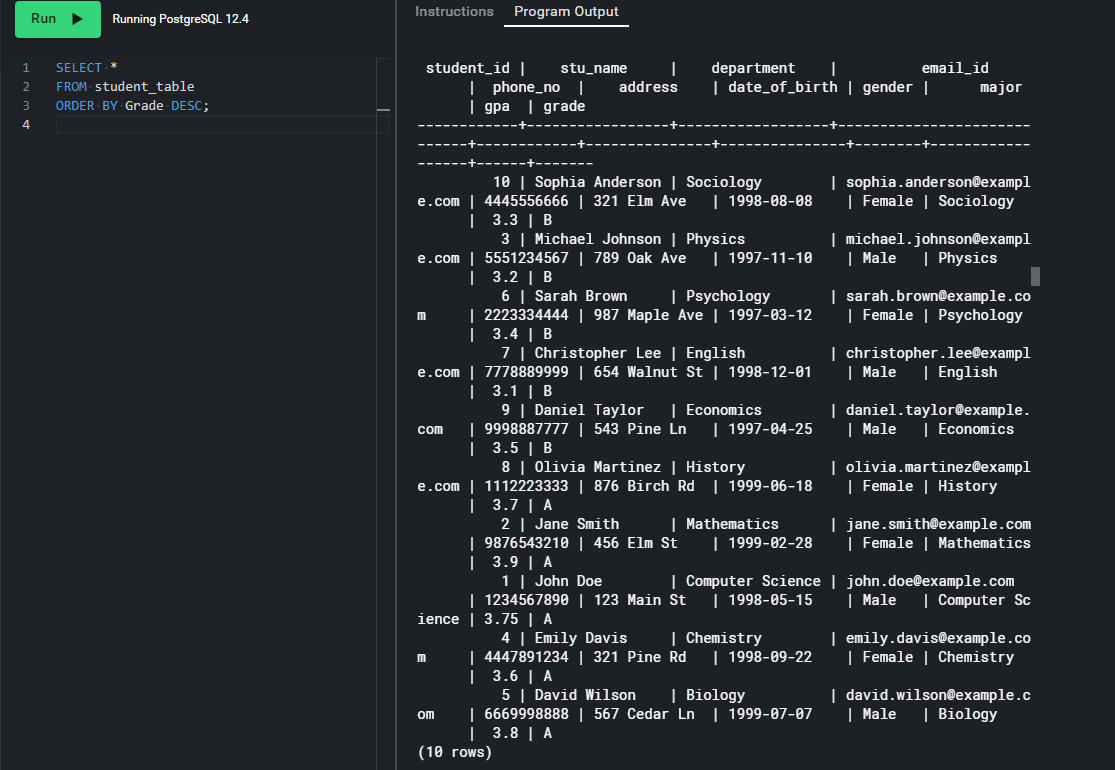 Run ▶ Running PostgreSQL 12.4
1 SELECT *
2 FROM student_table
3 ORDER BY Grade DESC;
4
Instructions Program Output
 student_id |    stu_name     |    department    |          email_id
      |  phone_no  |    address    | date_of_birth | gender |      major
      | gpa  | grade
------------+-----------------+------------------+-----------------------
------+------------+---------------+---------------+--------+------------
------+------+-------
         10 | Sophia Anderson | Sociology        | sophia.anderson@exampl
e.com | 4445556666 | 321 Elm Ave   | 1998-08-08    | Female | Sociology
      |  3.3 | B
          3 | Michael Johnson | Physics          | michael.johnson@exampl
e.com | 5551234567 | 789 Oak Ave   | 1997-11-10    | Male   | Physics
      |  3.2 | B
          6 | Sarah Brown     | Psychology       | sarah.brown@example.co
m     | 2223334444 | 987 Maple Ave | 1997-03-12    | Female | Psychology
      |  3.4 | B
          7 | Christopher Lee | English          | christopher.lee@exampl
e.com | 7778889999 | 654 Walnut St | 1998-12-01    | Male   | English
      |  3.1 | B
          9 | Daniel Taylor   | Economics        | daniel.taylor@example.
com   | 9998887777 | 543 Pine Ln   | 1997-04-25    | Male   | Economics
      |  3.5 | B
          8 | Olivia Martinez | History          | olivia.martinez@exampl
e.com | 1112223333 | 876 Birch Rd  | 1999-06-18    | Female | History
      |  3.7 | A
          2 | Jane Smith      | Mathematics      | jane.smith@example.com
      | 9876543210 | 456 Elm St    | 1999-02-28    | Female | Mathematics
      |  3.9 | A
          1 | John Doe        | Computer Science | john.doe@example.com
      | 1234567890 | 123 Main St   | 1998-05-15    | Male   | Computer Sc
ience | 3.75 | A
          4 | Emily Davis     | Chemistry        | emily.davis@example.co
m     | 4447891234 | 321 Pine Rd   | 1998-09-22    | Female | Chemistry
      |  3.6 | A
          5 | David Wilson    | Biology          | david.wilson@example.c
om    | 6669998888 | 567 Cedar Ln  | 1999-07-07    | Male   | Biology
      |  3.8 | A
(10 rows)